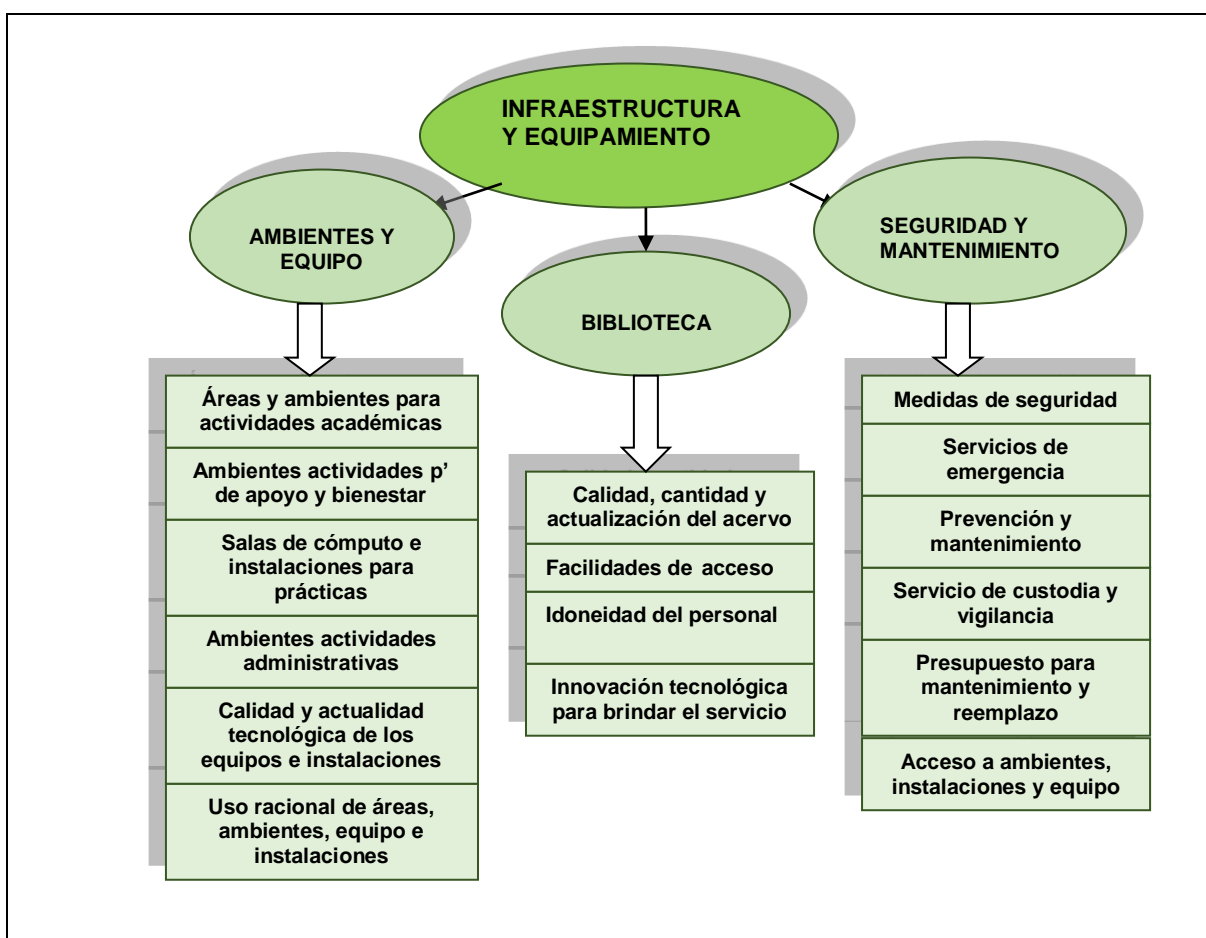 INFRAESTRUCTURA
Y EQUIPAMIENTO
AMBIENTES Y
EQUIPO
BIBLIOTECA
SEGURIDAD Y
MANTENIMIENTO
Áreas y ambientes para
actividades académicas
Ambientes actividades p'
de apoyo y bienestar
Salas de cómputo e
instalaciones para
prácticas
Ambientes actividades
administrativas
Calidad y actualidad
tecnológica de los
equipos e instalaciones
Uso racional de áreas,
ambientes, equipo e
instalaciones
Calidad, cantidad y
actualización del acervo
Facilidades de acceso
Idoneidad del personal
Innovación tecnológica
para brindar el servicio
Medidas de seguridad
Servicios de
emergencia
Prevención y
mantenimiento
Servicio de custodia y
vigilancia
Presupuesto para
mantenimiento y
reemplazo
Acceso a ambientes,
instalaciones y equipo